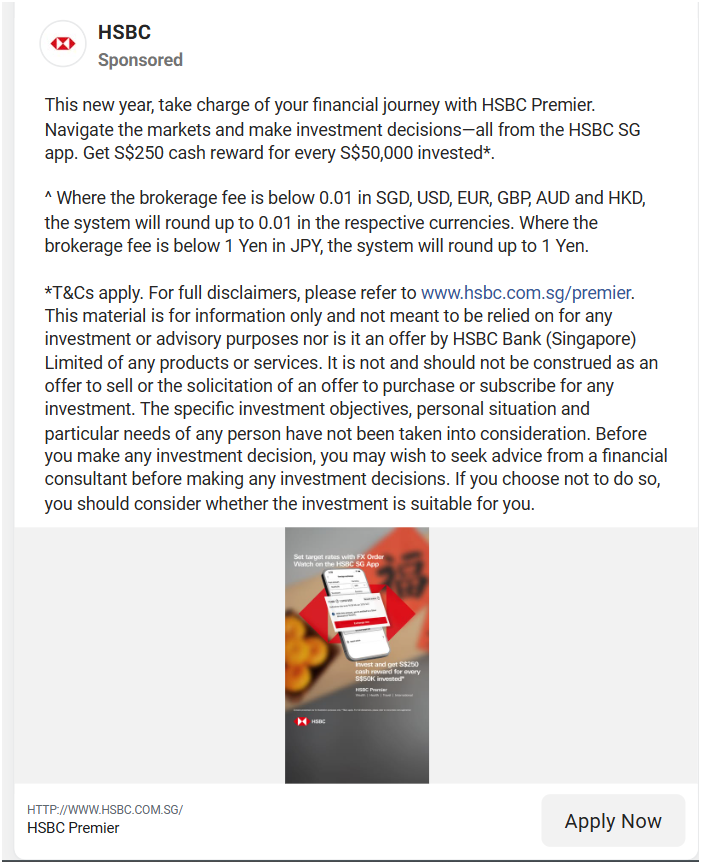 HSBC
Sponsored
This new year, take charge of your financial journey with HSBC Premier.
Navigate the markets and make investment decisions—all from the HSBC SG
app. Get S$250 cash reward for every S$50,000 invested*.
^ Where the brokerage fee is below 0.01 in SGD, USD, EUR, GBP, AUD and HKD,
the system will round up to 0.01 in the respective currencies. Where the
brokerage fee is below 1 Yen in JPY, the system will round up to 1 Yen.
*T&Cs apply. For full disclaimers, please refer to www.hsbc.com.sg/premier.
This material is for information only and not meant to be relied on for any
investment or advisory purposes nor is it an offer by HSBC Bank (Singapore)
Limited of any products or services. It is not and should not be construed as an
offer to sell or the solicitation of an offer to purchase or subscribe for any
investment. The specific investment objectives, personal situation and
particular needs of any person have not been taken into consideration. Before
you make any investment decision, you may wish to seek advice from a financial
consultant before making any investment decisions. If you choose not to do so,
you should consider whether the investment is suitable for you.
Set target rates with FX Order
Watch on the HSBC SG App
福
Invest and get S$250
cash reward for every
S$50K invested*
HSBC Premier
HSBC
HTTP://WWW.HSBC.COM.SG/
HSBC Premier
Apply Now